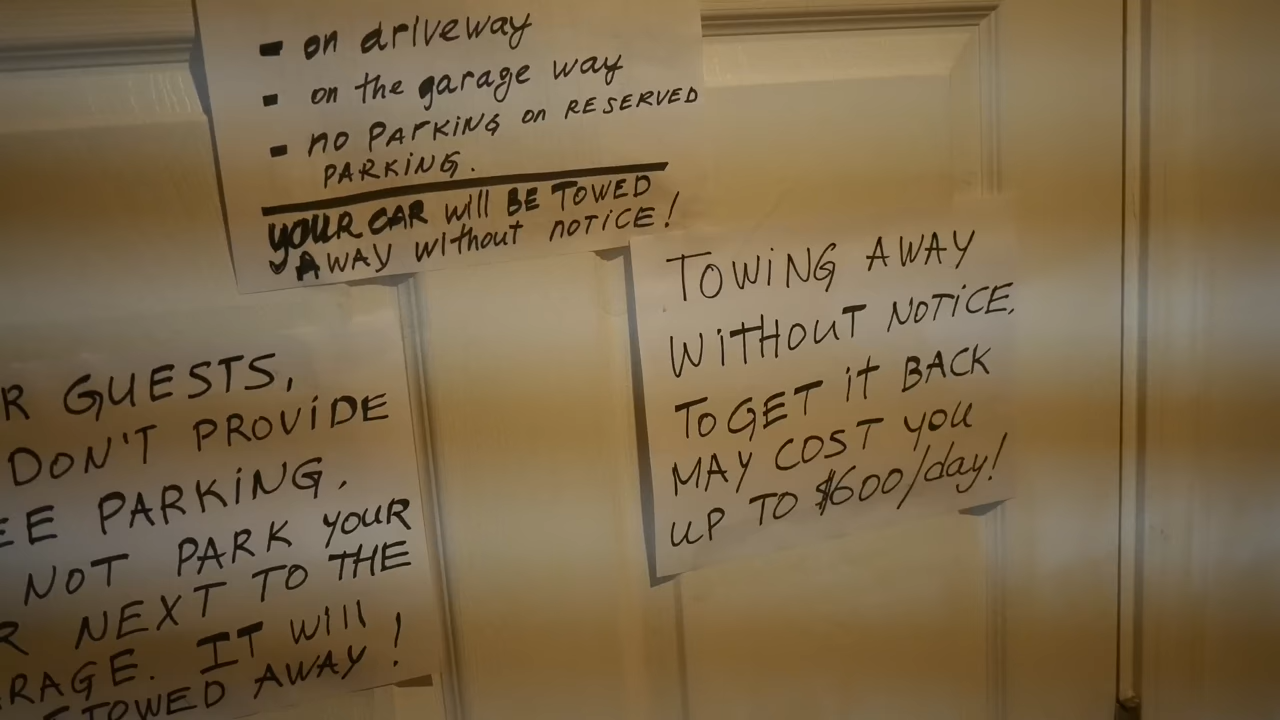 - on driveway
- on the garage way
- no PARKING on RESERVED
PARKING.
YOUR CAR will BE TOWED
AWAY without notice!
TOWING AWAY
WITHOUT NOTICE.
TO GET it BACK
MAY COST YOU
UP TO $600/day!
R GUESTS,
DON'T PROVIDE
EE PARKING.
NOT PARK YOUR
R NEXT TO THE
RAGE. IT Will
TOWED AWAY!